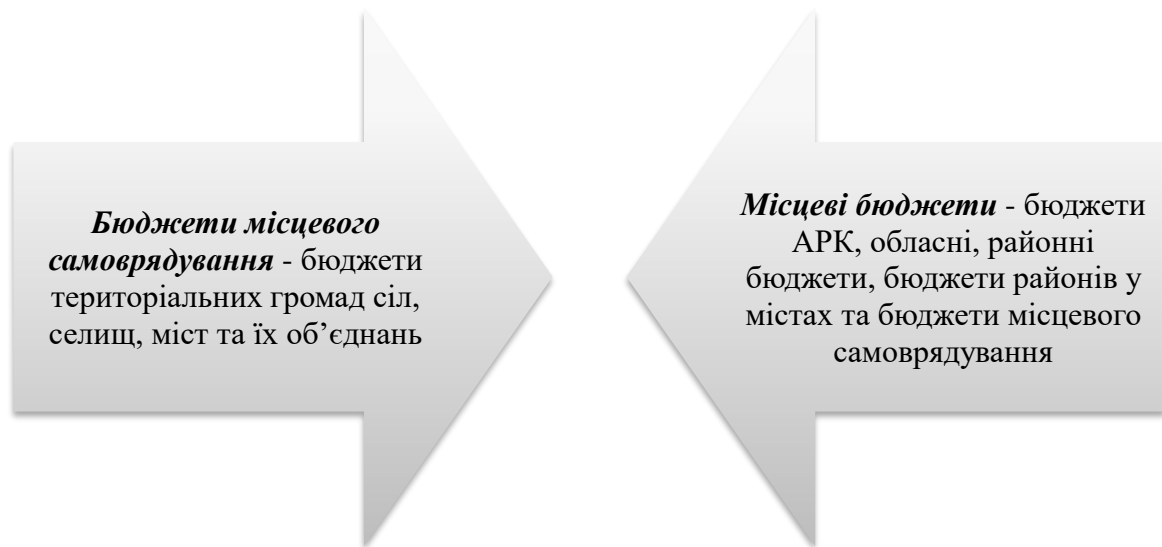 Бюджети місцевого
самоврядування - бюджети
територіальних громад сіл,
селищ, міст та їх об’єднань
Місцеві бюджети - бюджети
АРК, обласні, районні
бюджети, бюджети районів у
містах та бюджети місцевого
самоврядування